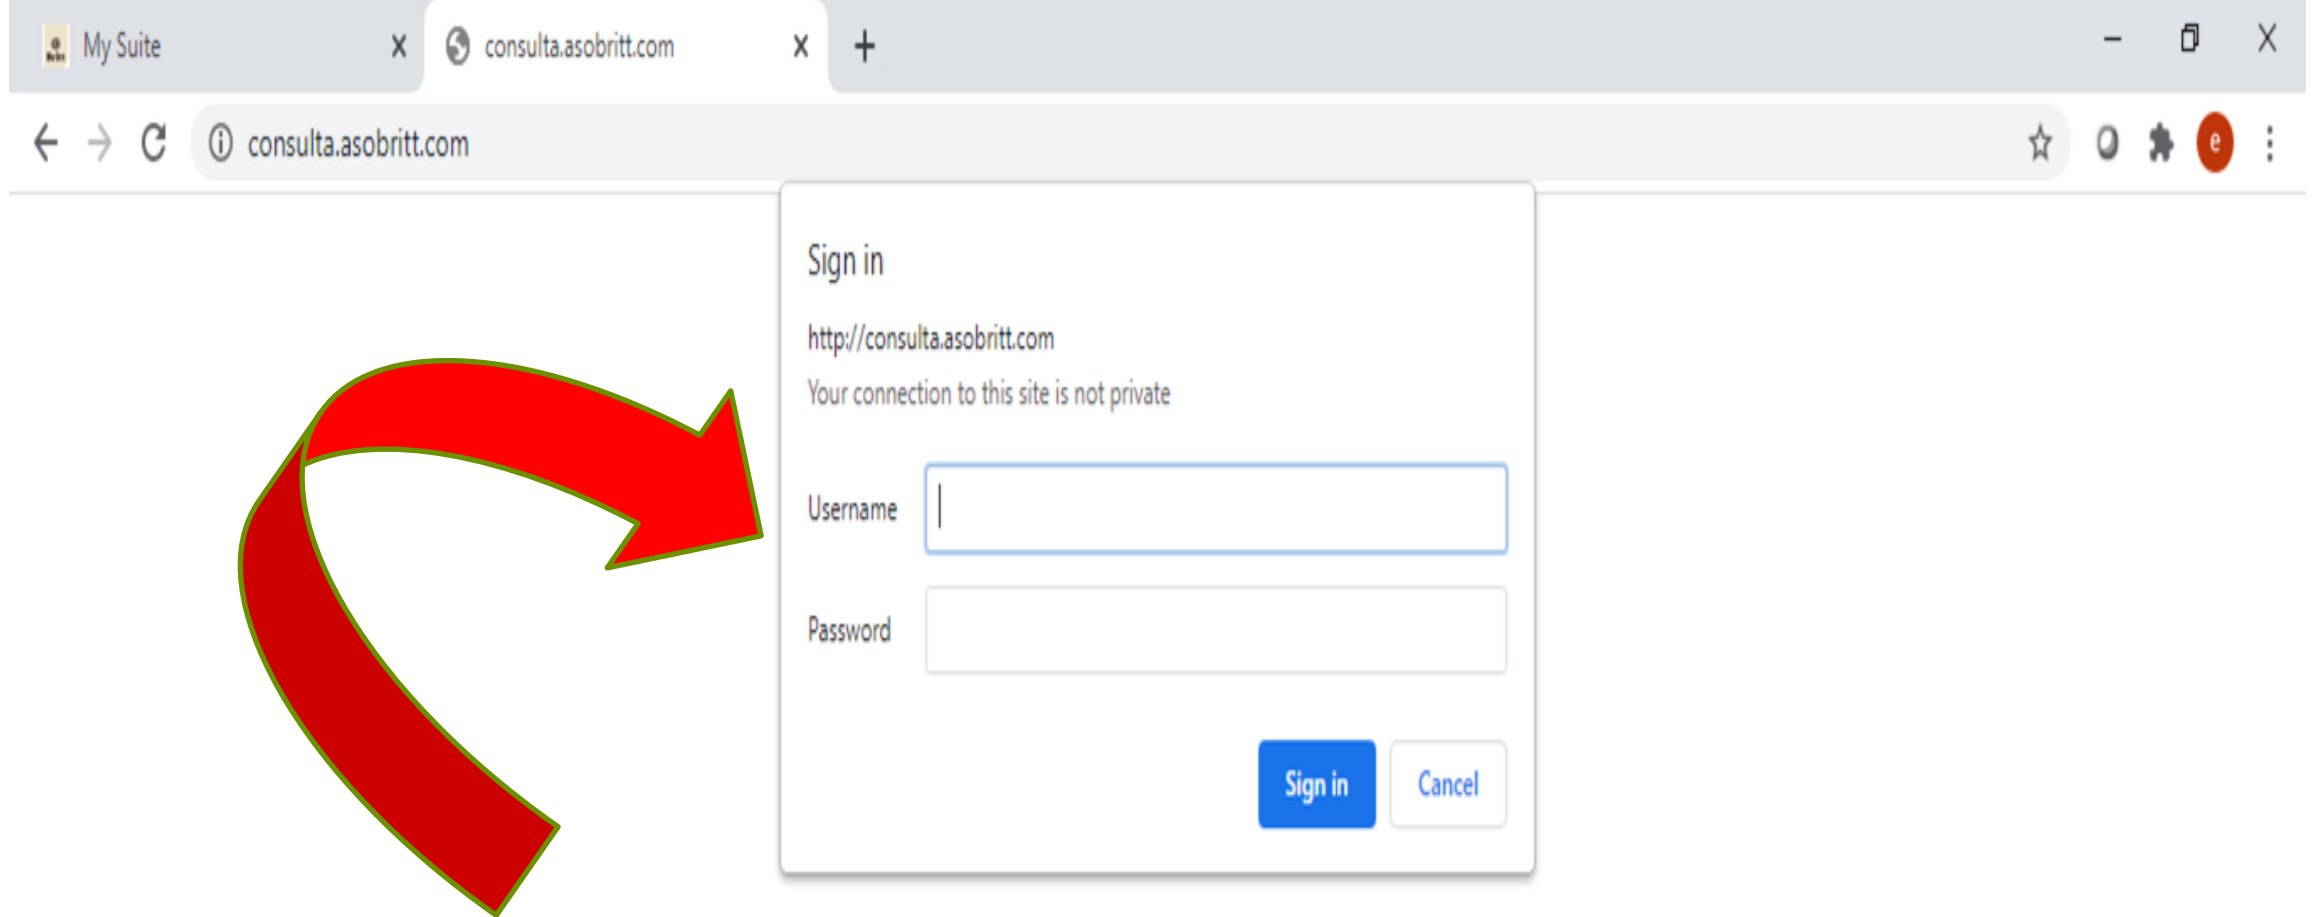 My Suite
consulta.asobritt.com
consulta.asobritt.com
e
Sign in
http://consulta.asobritt.com
Your connection to this site is not private
Username
Password
Sign in
Cancel